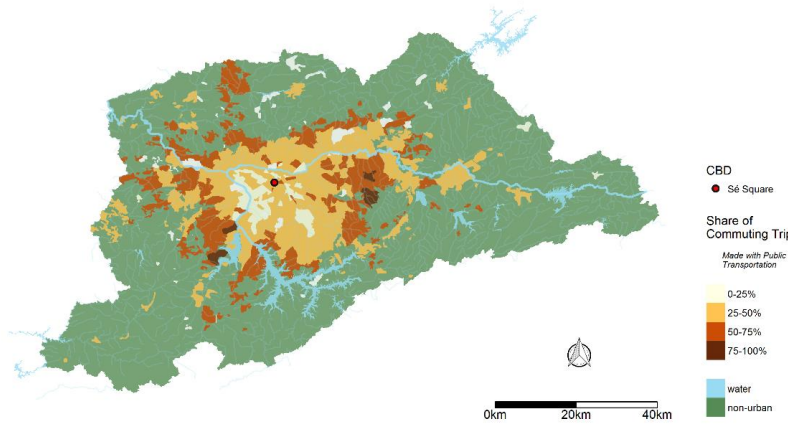 CBD
Sé Square
Share of
Commuting Trip
Made with Public
Transportation
0-25%
25-50%
50-75%
75-100%
water
non-urban
0km 20km 40km